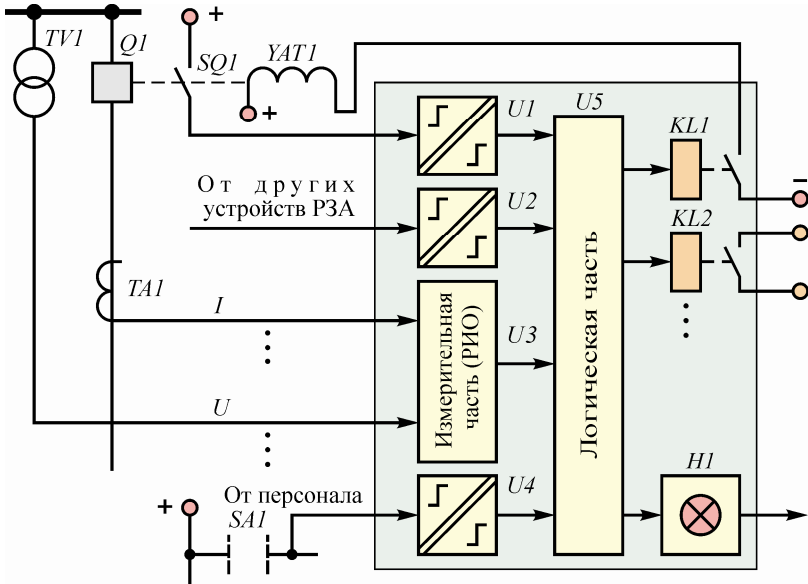 TV1
Q1
+
SQ1
YAT1
+
U1
U5
KL1
От других
устройств РЗА
U2
–
KL2
TA1
I
Измерительная
часть (РИО)
U3
Логическая часть
U
H1
+
От персонала
SA1
U4